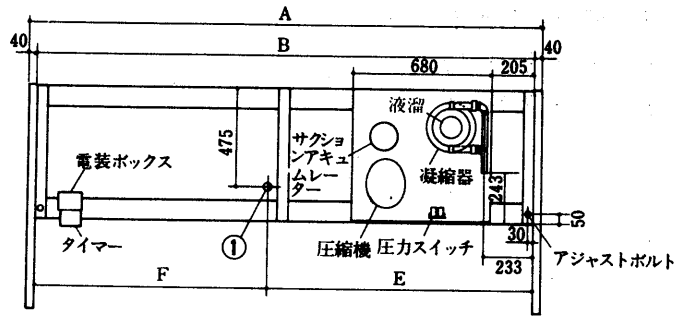 A
40
B
40
680
205
液溜
サクショ
ンアキュ
ムレー
ター
475
電装ボックス
凝縮器
243
50
タイマー
①
圧縮機
圧力スイッチ
30
アジャストボルト
233
F
E